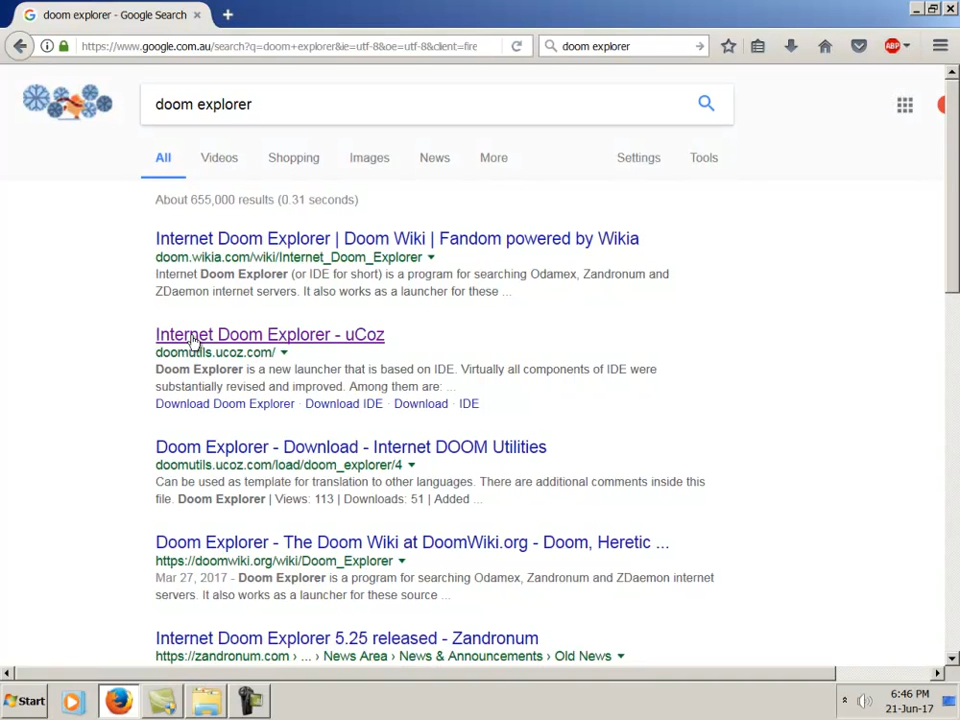 doom explorer - Google Search
https://www.google.com.au/search?q=doom+explorer&ie=utf-8&oe=utf-8&client=fire
doom explorer
ABP
doom explorer
All Videos Shopping Images News More Settings Tools
About 655,000 results (0.31 seconds)
Internet Doom Explorer | Doom Wiki | Fandom powered by Wikia
doom.wikia.com/wiki/Internet_Doom_Explorer
Internet Doom Explorer (or IDE for short) is a program for searching Odamex, Zandronum and
ZDaemon internet servers. It also works as a launcher for these ...
Internet Doom Explorer - uCoz
doomutils.ucoz.com/
Doom Explorer is a new launcher that is based on IDE. Virtually all components of IDE were
substantially revised and improved. Among them are: ...
Download Doom Explorer · Download IDE · Download · IDE
Doom Explorer - Download - Internet DOOM Utilities
doomutils.ucoz.com/load/doom_explorer/4
Can be used as template for translation to other languages. There are additional comments inside this
file. Doom Explorer | Views: 113 | Downloads: 51 | Added ...
Doom Explorer - The Doom Wiki at DoomWiki.org - Doom, Heretic ...
https://doomwiki.org/wiki/Doom_Explorer
Mar 27, 2017 - Doom Explorer is a program for searching Odamex, Zandronum and ZDaemon internet
servers. It also works as a launcher for these source ...
Internet Doom Explorer 5.25 released - Zandronum
https://zandronum.com › ... › News Area › News & Announcements › Old News
Start
6:46 PM
21-Jun-17